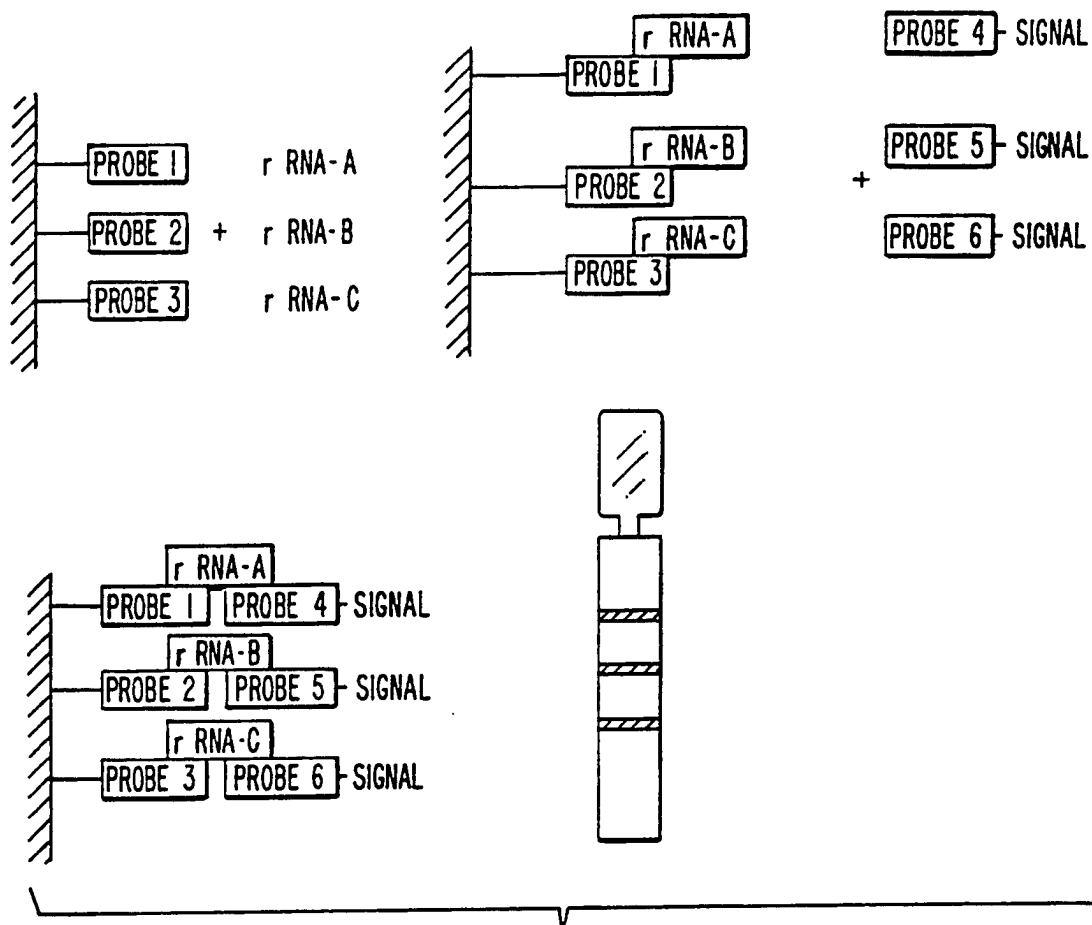 PROBE 1 r RNA-A
PROBE 2 + r RNA-B
PROBE 3 r RNA-C
r RNA-A
PROBE 1
PROBE 4 - SIGNAL
r RNA-B
PROBE 2
+
PROBE 5 - SIGNAL
r RNA-C
PROBE 3
PROBE 6 - SIGNAL
r RNA-A
PROBE 1 PROBE 4 - SIGNAL
r RNA-B
PROBE 2 PROBE 5 - SIGNAL
r RNA-C
PROBE 3 PROBE 6 - SIGNAL